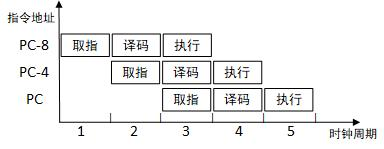 指令地址
PC-8 取指 译码 执行
PC-4 取指 译码 执行
PC 取指 译码 执行
1 2 3 4 5 时钟周期